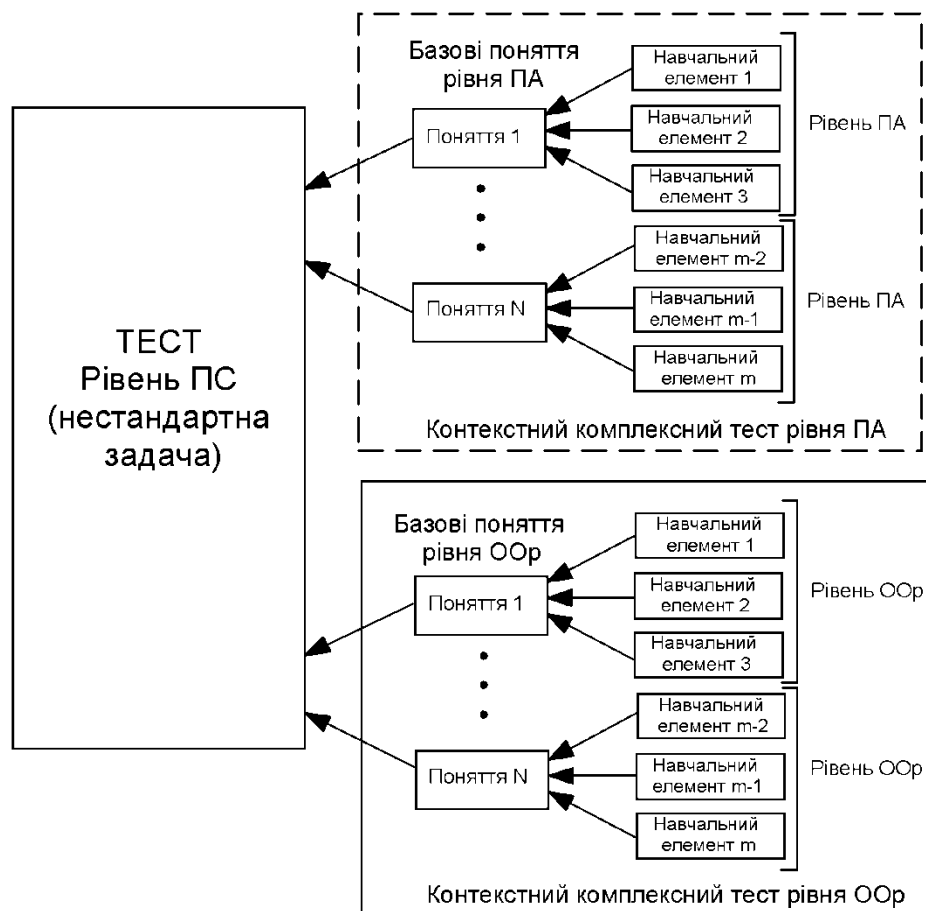 ТЕСТ
Рівень ПС
(нестандартна
задача)
Базові поняття
рівня ПА
Поняття 1
Навчальний
елемент 1
Навчальний
елемент 2
Навчальний
елемент 3
Рівень ПА
Поняття N
Навчальний
елемент m-2
Навчальний
елемент m-1
Навчальний
елемент m
Рівень ПА
Контекстний комплексний тест рівня ПА
Базові поняття
рівня ООр
Поняття 1
Навчальний
елемент 1
Навчальний
елемент 2
Навчальний
елемент 3
Рівень ООр
Поняття N
Навчальний
елемент m-2
Навчальний
елемент m-1
Навчальний
елемент m
Рівень ООр
Контекстний комплексний тест рівня ООр